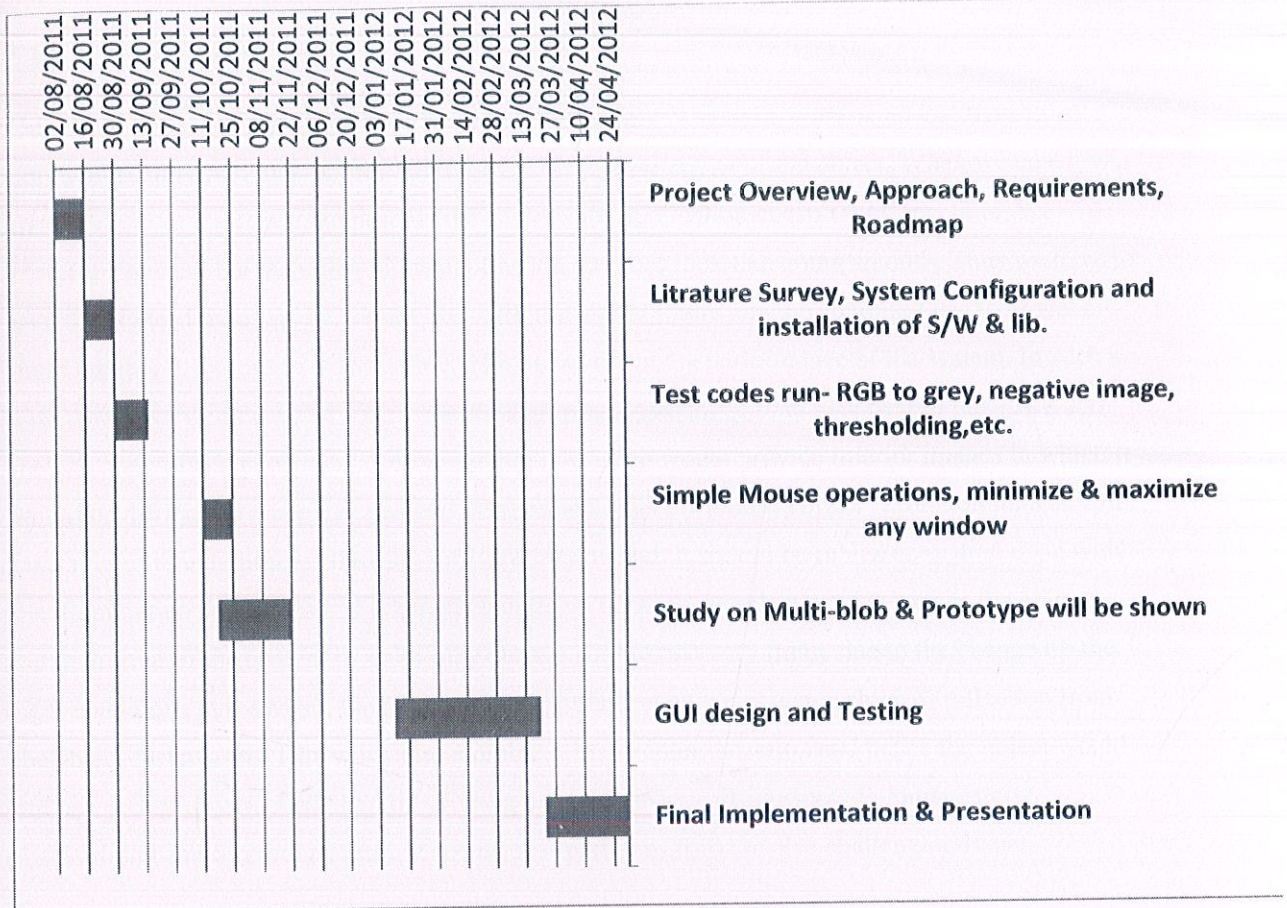 02/08/2011
16/08/2011
30/08/2011
13/09/2011
27/09/2011
11/10/2011
25/10/2011
08/11/2011
22/11/2011
06/12/2011
20/12/2011
03/01/2012
17/01/2012
31/01/2012
14/02/2012
28/02/2012
13/03/2012
27/03/2012
10/04/2012
24/04/2012
Project Overview, Approach, Requirements,
Roadmap
Litrature Survey, System Configuration and
installation of S/W & lib.
Test codes run- RGB to grey, negative image,
thresholding,etc.
Simple Mouse operations, minimize & maximize
any window
Study on Multi-blob & Prototype will be shown
GUI design and Testing
Final Implementation & Presentation